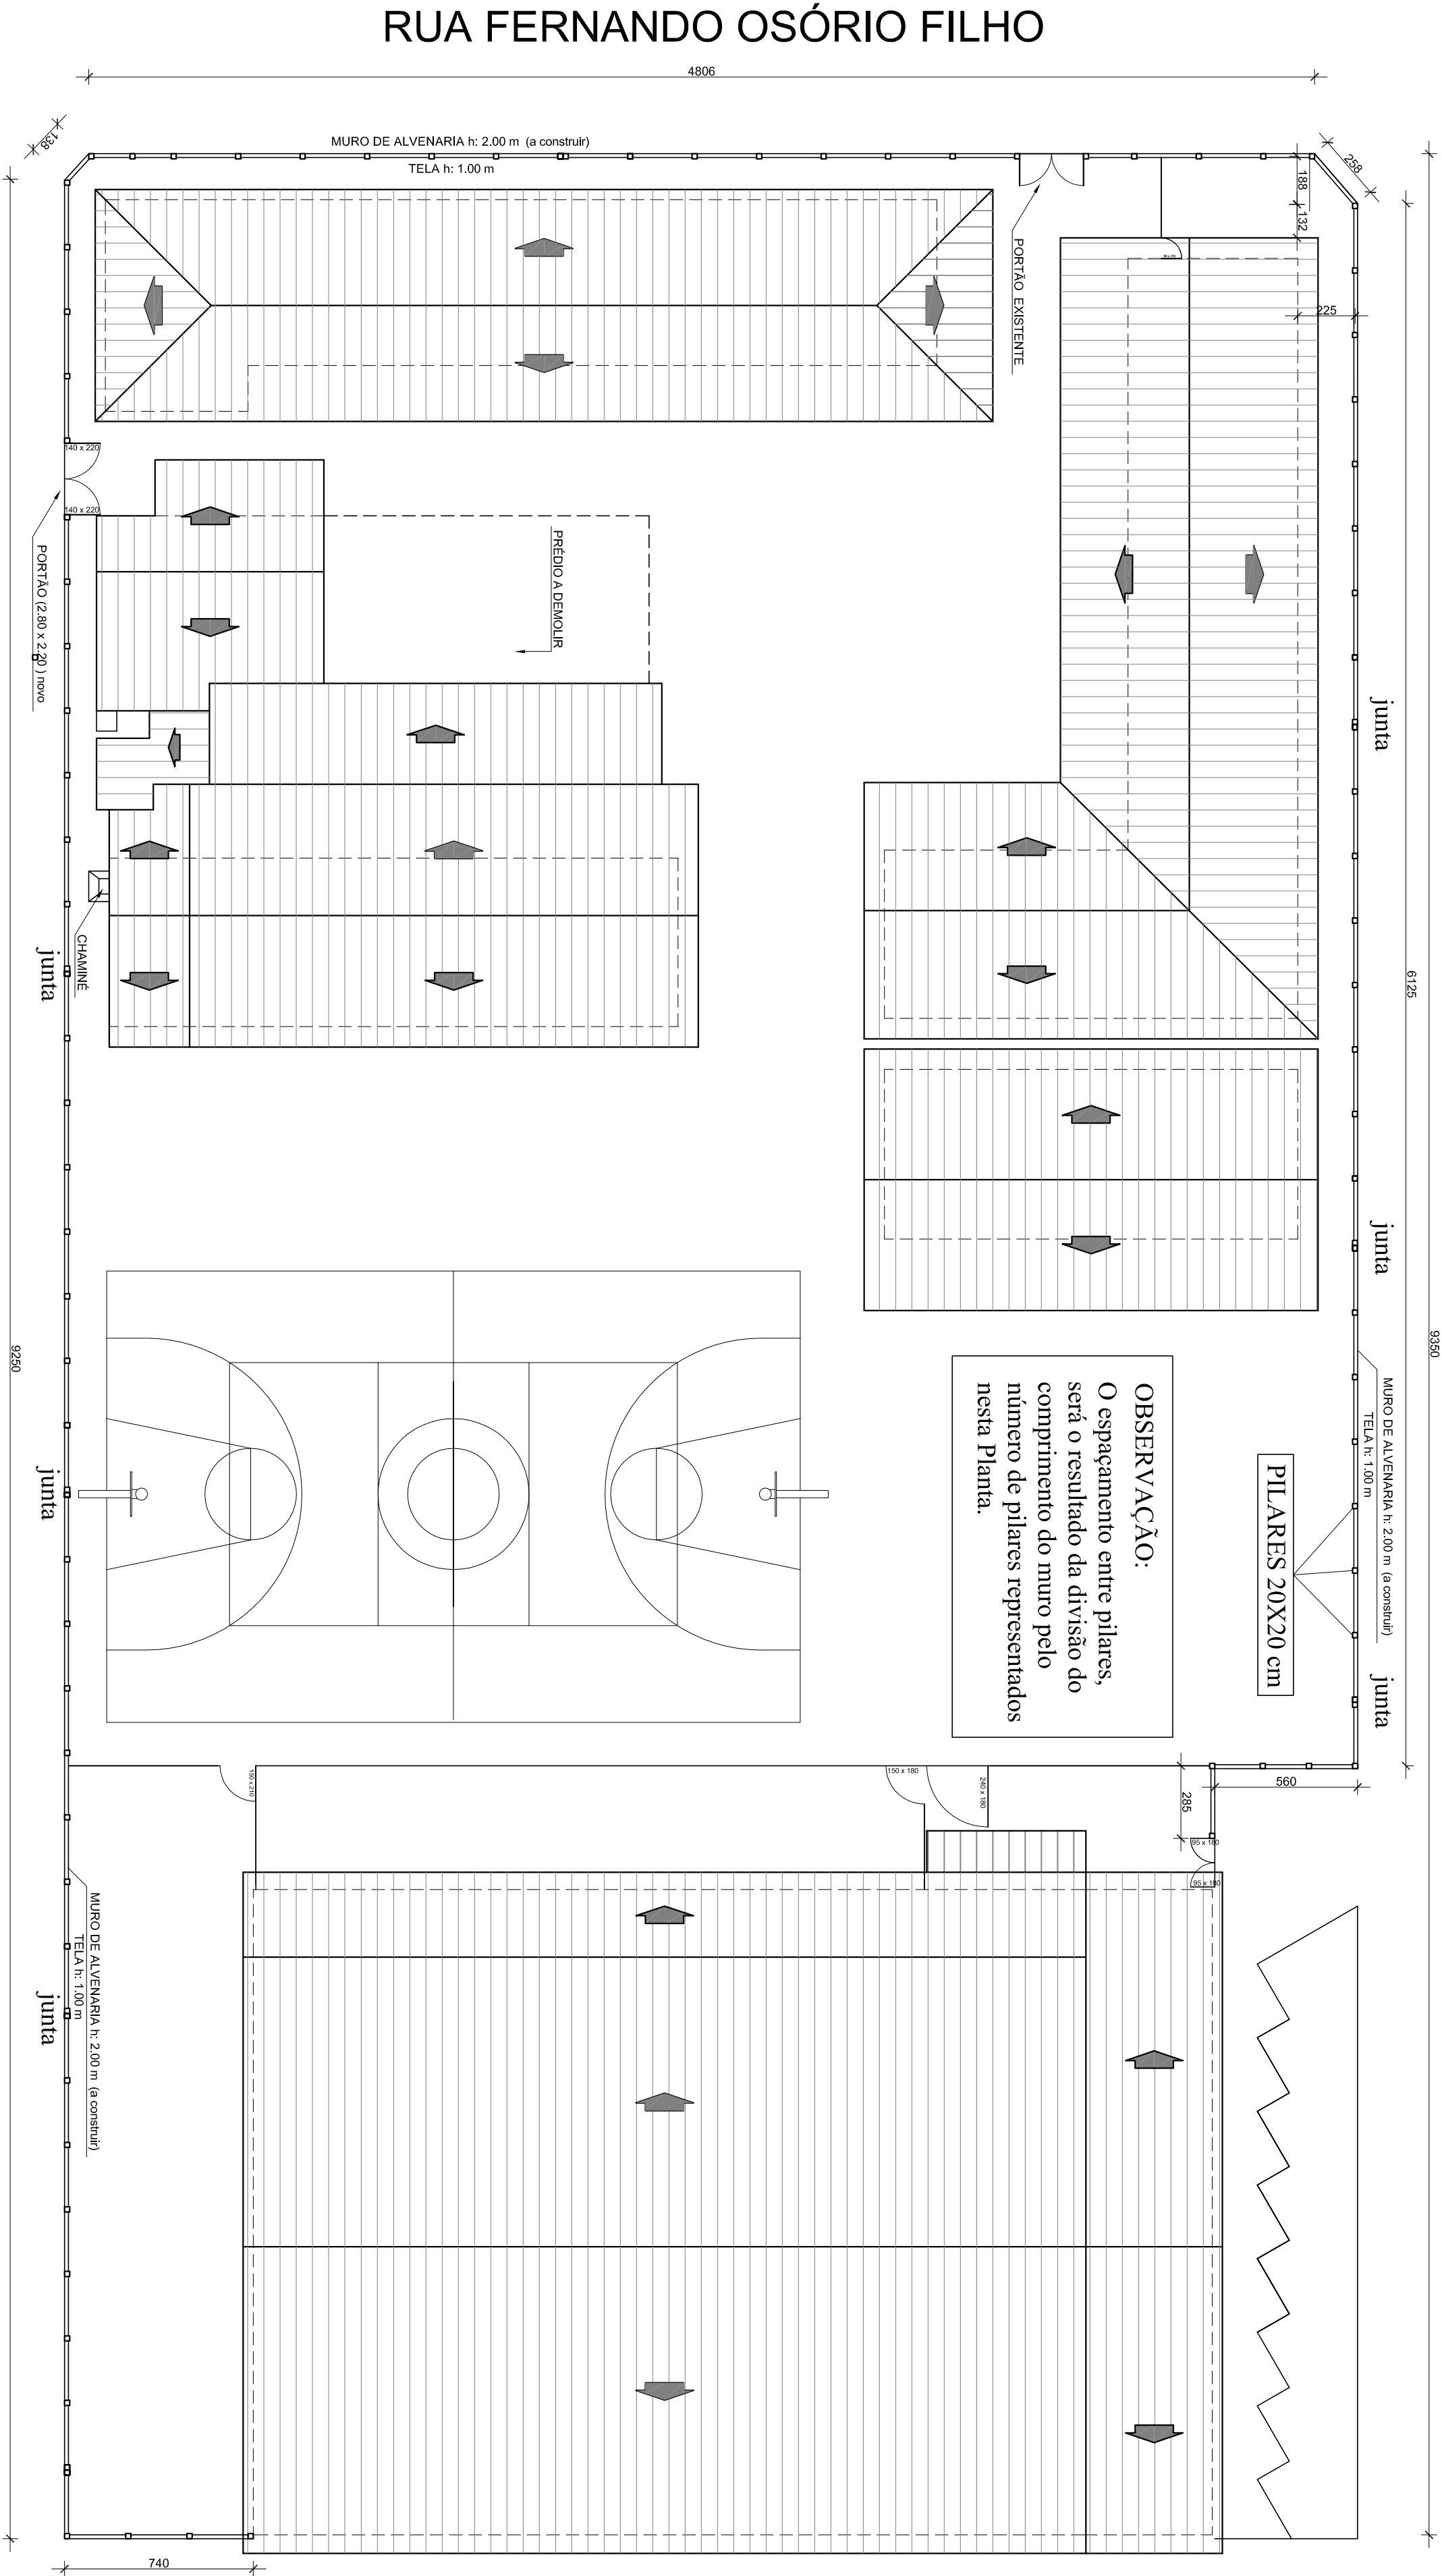 RUA FERNANDO OSÓRIO FILHO
4806
138
MURO DE ALVENARIA h: 2.00 m (a construir)
TELA h: 1.00 m
258
188
132
225
PORTÃO EXISTENTE
140 x 220
140 x 220
PORTÃO (2.80 x 2.20 ) novo
PRÉDIO A DEMOLIR
junta
CHAMINÉ
junta
6125
junta
9250
9350
MURO DE ALVENARIA h: 2.00 m (a construir)
TELA h: 1.00 m
OBSERVAÇÃO:
O espaçamento entre pilares,
será o resultado da divisão do
comprimento do muro pelo
número de pilares representados
nesta Planta.
PILARES 20X20 cm
junta
junta
150 x 210
150 x 180
240 x 180
285
560
95 x 180
95 x 180
MURO DE ALVENARIA h: 2.00 m (a construir)
TELA h: 1.00 m
junta
740